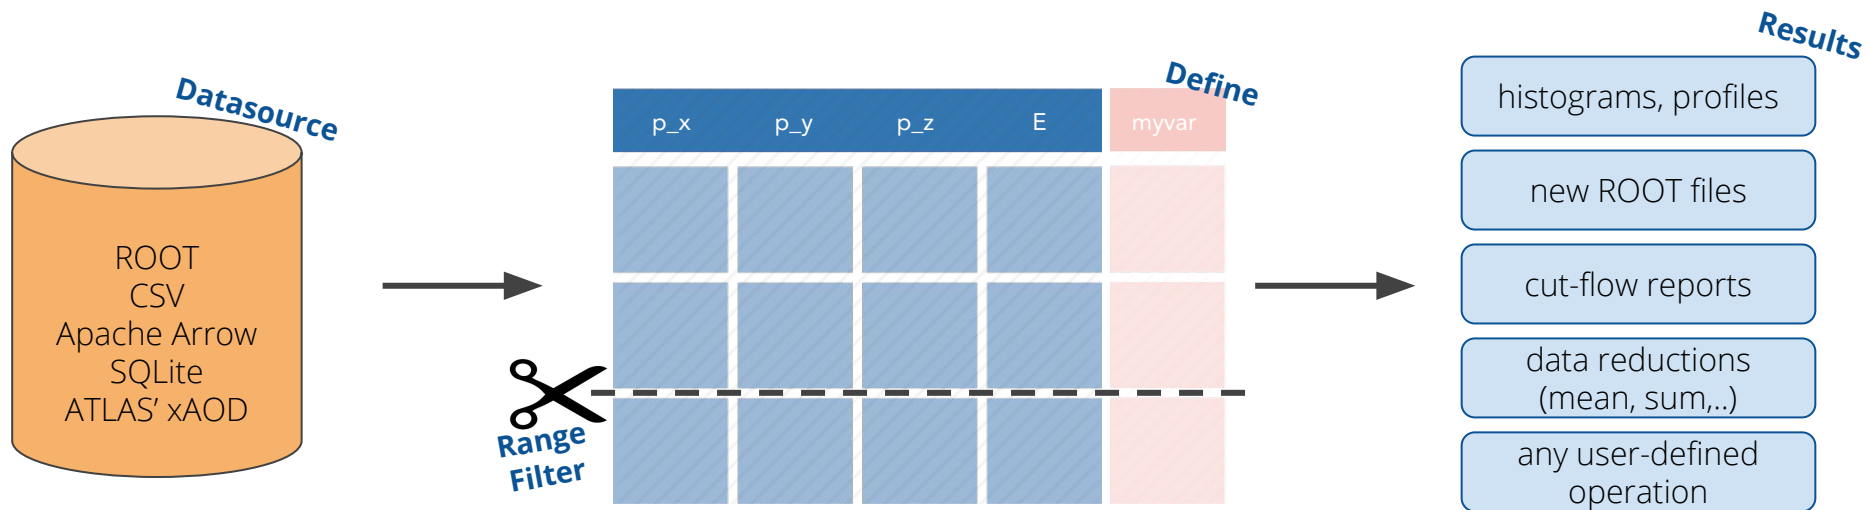 Datasource
ROOT
CSV
Apache Arrow
SQLite
ATLAS’ xAOD
Range
Filter
Define
p_x p_y p_z E myvar
Results
histograms, profiles
new ROOT files
cut-flow reports
data reductions
(mean, sum,..)
any user-defined
operation